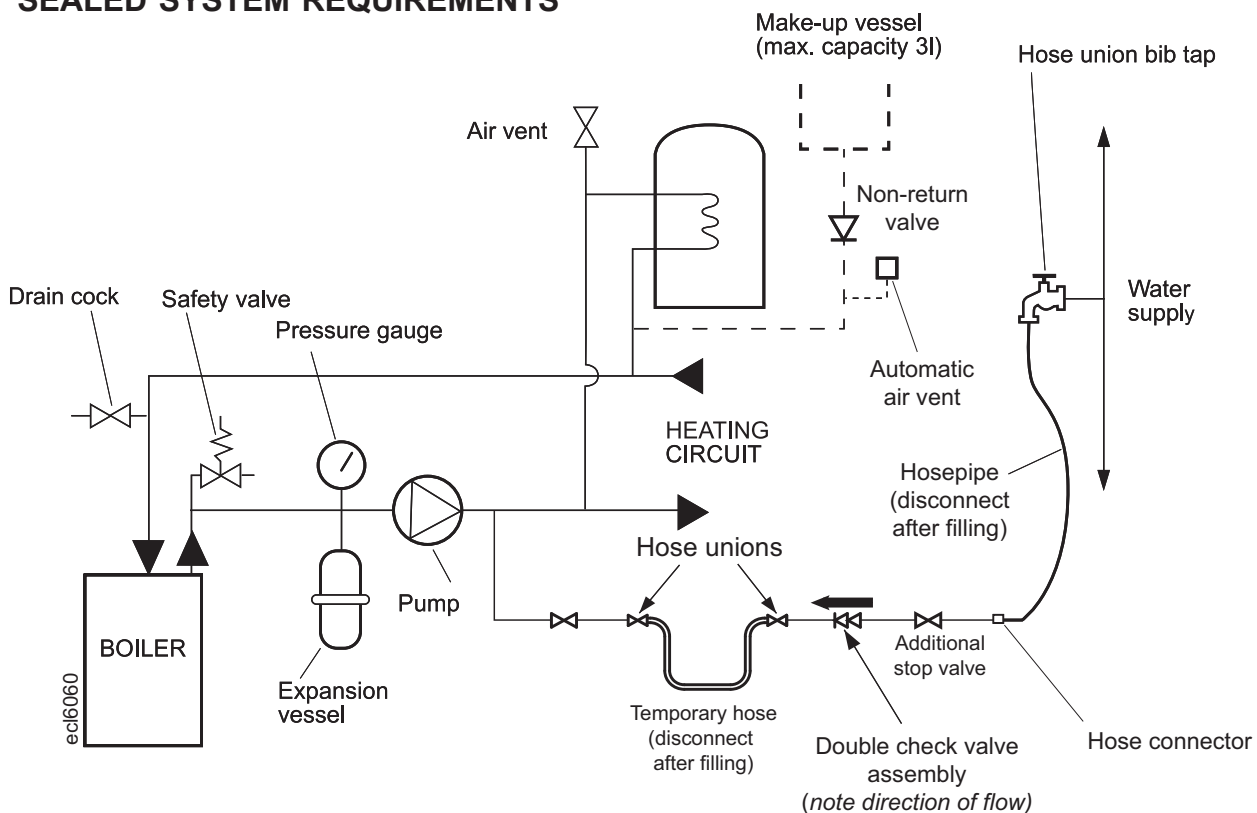 SEALED SYSTEM REQUIREMENTS
Make-up vessel
(max. capacity 3l)
Hose union bib tap
Air vent
Non-return
valve
Drain cock
Safety valve
Pressure gauge
Water
supply
Automatic
air vent
HEATING
CIRCUIT
Hosepipe
(disconnect
after filling)
Hose unions
Pump
BOILER
Additional
stop valve
ecl6060
Expansion
vessel
Temporary hose
(disconnect
after filling)
Double check valve
assembly
(note direction of flow)
Hose connector